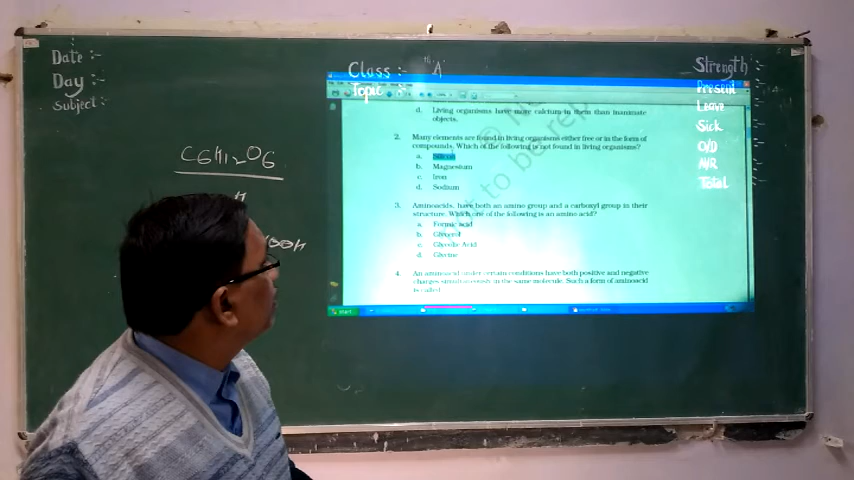 Date :-
Day :-
Subject :-
Class :- A
Topic
Strength :-
Present
Leave
Sick
O/D
N/R
Total
C6H12O6
H
COOH
d. Living organisms have more calcium in them than inanimate
objects.
2. Many elements are found in living organisms either free or in the form of
compounds. Which of the following is not found in living organisms?
a. Silicon
b. Magnesium
c. Iron
d. Sodium
3. Aminoacids, have both an amino group and a carboxyl group in their
structure. Which one of the following is an amino acid?
a. Formic acid
b. Glycerol
c. Glycolic Acid
d. Glycine
4. An aminoacid under certain conditions have both positive and negative
charges simultaneously in the same molecule. Such a form of aminoacid
is called
start
to be rep